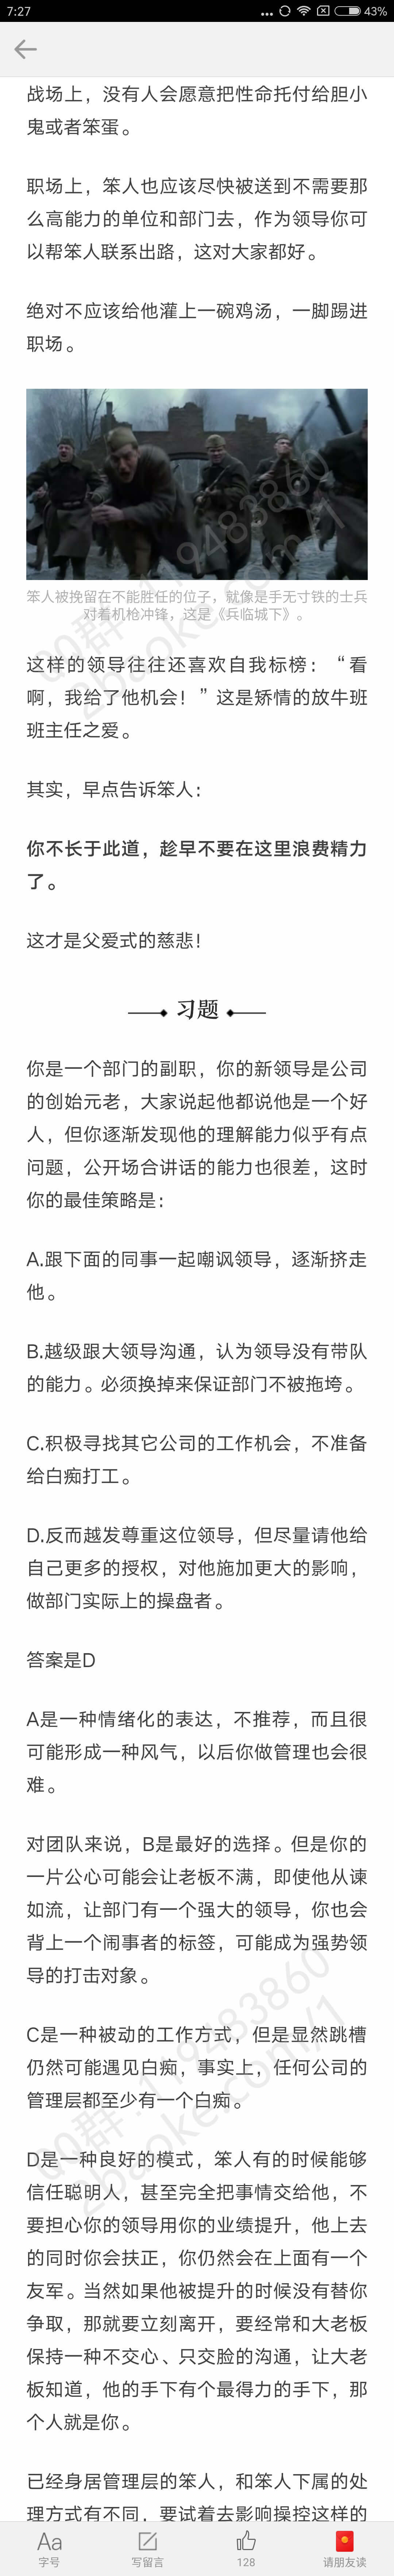 7:27
43%
战场上，没有人会愿意把性命托付给胆小
鬼或者笨蛋。
职场上，笨人也应该尽快被送到不需要那
么高能力的单位和部门去，作为领导你可
以帮笨人联系出路，这对大家都好。
绝对不应该给他灌上一碗鸡汤，一脚踢进
职场。
笨人被挽留在不能胜任的位子，就像是手无寸铁的士兵
对着机枪冲锋，这是《兵临城下》。
QQ群：119483860
2baoke.com/1
这样的领导往往还喜欢自我标榜：“看
啊，我给了他机会！”这是矫情的放牛班
班主任之爱。
其实，早点告诉笨人：
你不长于此道，趁早不要在这里浪费精力
了。
这才是父爱式的慈悲！
习题
你是一个部门的副职，你的新领导是公司
的创始元老，大家说起他都说他是一个好
人，但你逐渐发现他的理解能力似乎有点
问题，公开场合讲话的能力也很差，这时
你的最佳策略是：
A.跟下面的同事一起嘲讽领导，逐渐挤走
他。
B.越级跟大领导沟通，认为领导没有带队
的能力。必须换掉来保证部门不被拖垮。
C.积极寻找其它公司的工作机会，不准备
给白痴打工。
D.反而越发尊重这位领导，但尽量请他给
自己更多的授权，对他施加更大的影响，
做部门实际上的操盘者。
答案是D
A是一种情绪化的表达，不推荐，而且很
可能形成一种风气，以后你做管理也会很
难。
对团队来说，B是最好的选择。但是你的
一片公心可能会让老板不满，即使他从谏
如流，让部门有一个强大的领导，你也会
背上一个闹事者的标签，可能成为强势领
导的打击对象。
C是一种被动的工作方式，但是显然跳槽
仍然可能遇见白痴，事实上，任何公司的
管理层都至少有一个白痴。
QQ群：119483860
2baoke.com/1
D是一种良好的模式，笨人有的时候能够
信任聪明人，甚至完全把事情交给他，不
要担心你的领导用你的业绩提升，他上去
的同时你会扶正，你仍然会在上面有一个
友军。当然如果他被提升的时候没有替你
争取，那就要立刻离开，要经常和大老板
保持一种不交心、只交脸的沟通，让大老
板知道，他的手下有个最得力的手下，那
个人就是你。
已经身居管理层的笨人，和笨人下属的处
理方式有不同，要试着去影响操控这样的
Aa
字号
写留言
128
请朋友读